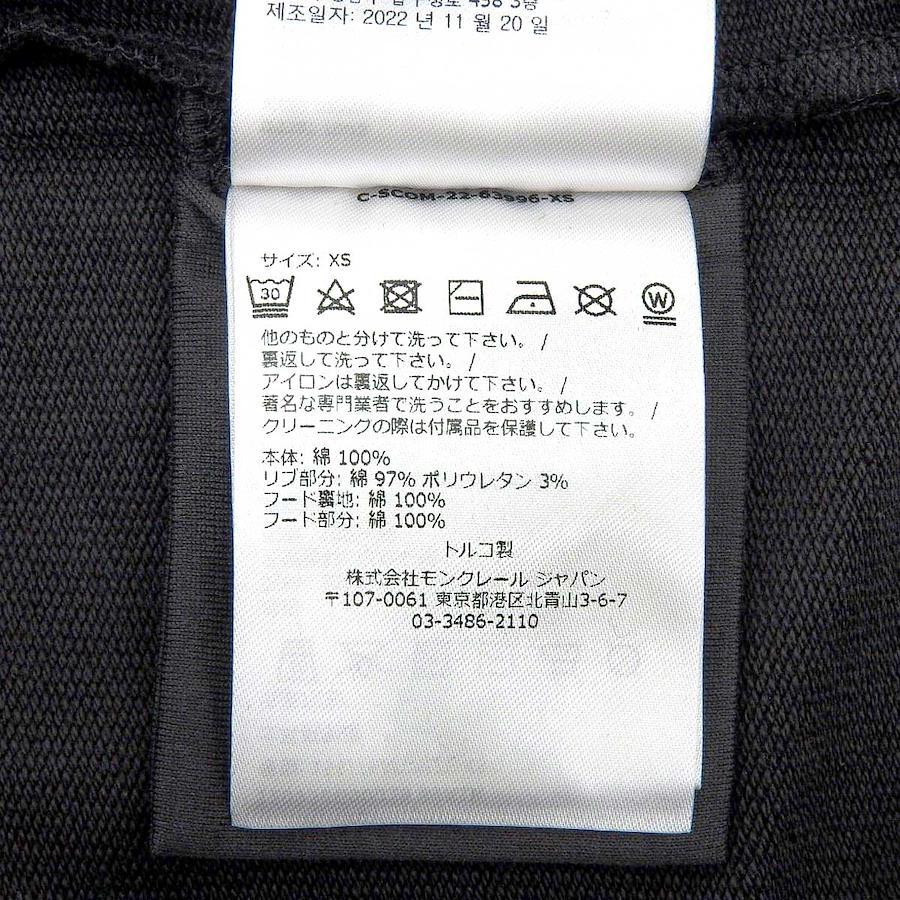 제조일자: 2022 년 11 월 20 일
C-SCOM-22-63996-XS
サイズ: XS
30
W
他のものと分けて洗って下さい。 /
裏返して洗って下さい。 /
アイロンは裏返してかけて下さい。 /
著名な専門業者で洗うことをおすすめします。 /
クリーニングの際は付属品を保護して下さい。
本体: 綿 100%
リブ部分: 綿 97% ポリウレタン 3%
フード裏地: 綿 100%
フード部分: 綿 100%
トルコ製
株式会社モンクレール ジャパン
〒107-0061 東京都港区北青山3-6-7
03-3486-2110